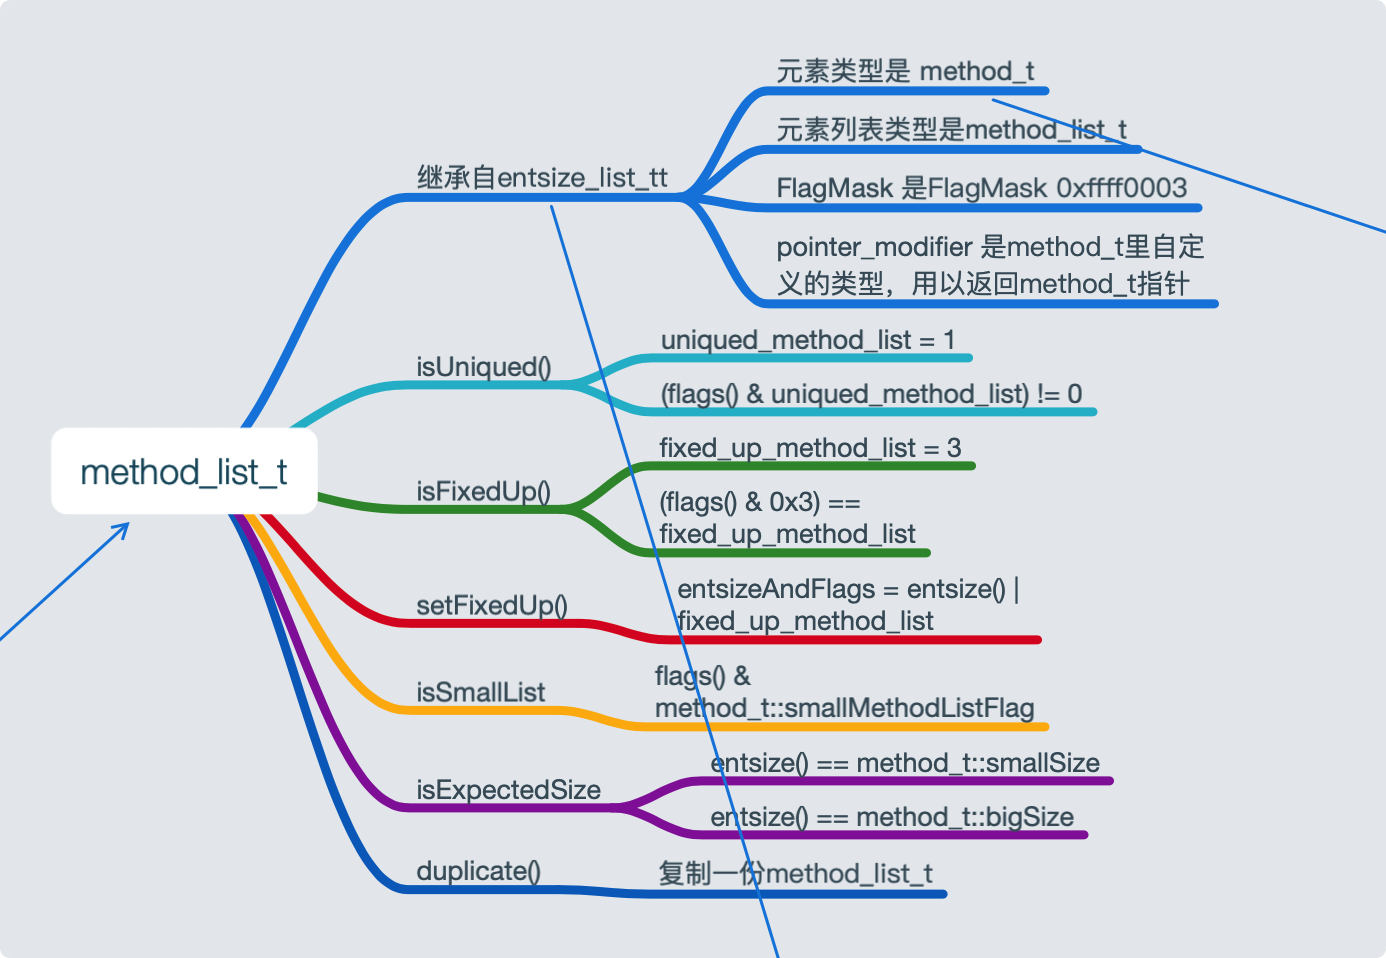 method_list_t
继承自entsize_list_tt
元素类型是 method_t
元素列表类型是method_list_t
FlagMask 是FlagMask 0xffff0003
pointer_modifier 是method_t里自定
义的类型，用以返回method_t指针
isUniqued()
uniqued_method_list = 1
(flags() & uniqued_method_list) != 0
isFixedUp()
fixed_up_method_list = 3
(flags() & 0x3) ==
fixed_up_method_list
setFixedUp()
entsizeAndFlags = entsize() |
fixed_up_method_list
isSmallList
flags() &
method_t::smallMethodListFlag
isExpectedSize
entsize() == method_t::smallSize
entsize() == method_t::bigSize
duplicate()
复制一份method_list_t